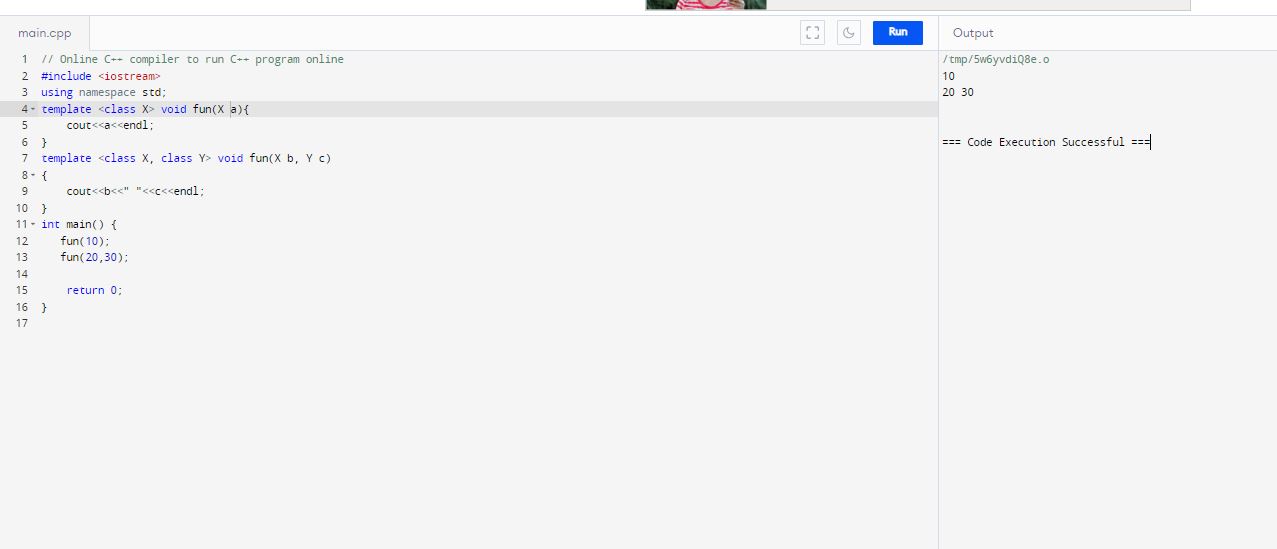 main.cpp
Run
Output
1 // Online C++ compiler to run C++ program online
2 #include <iostream>
3 using namespace std;
4 template <class X> void fun(X a){
5 cout<<a<<endl;
6 }
7 template <class X, class Y> void fun(X b, Y c)
8 {
9 cout<<b<<" "<<c<<endl;
10 }
11 int main() {
12 fun(10);
13 fun(20,30);
14
15 return 0;
16 }
17
/tmp/5w6yvdiQ8e.o
10
20 30
=== Code Execution Successful ===